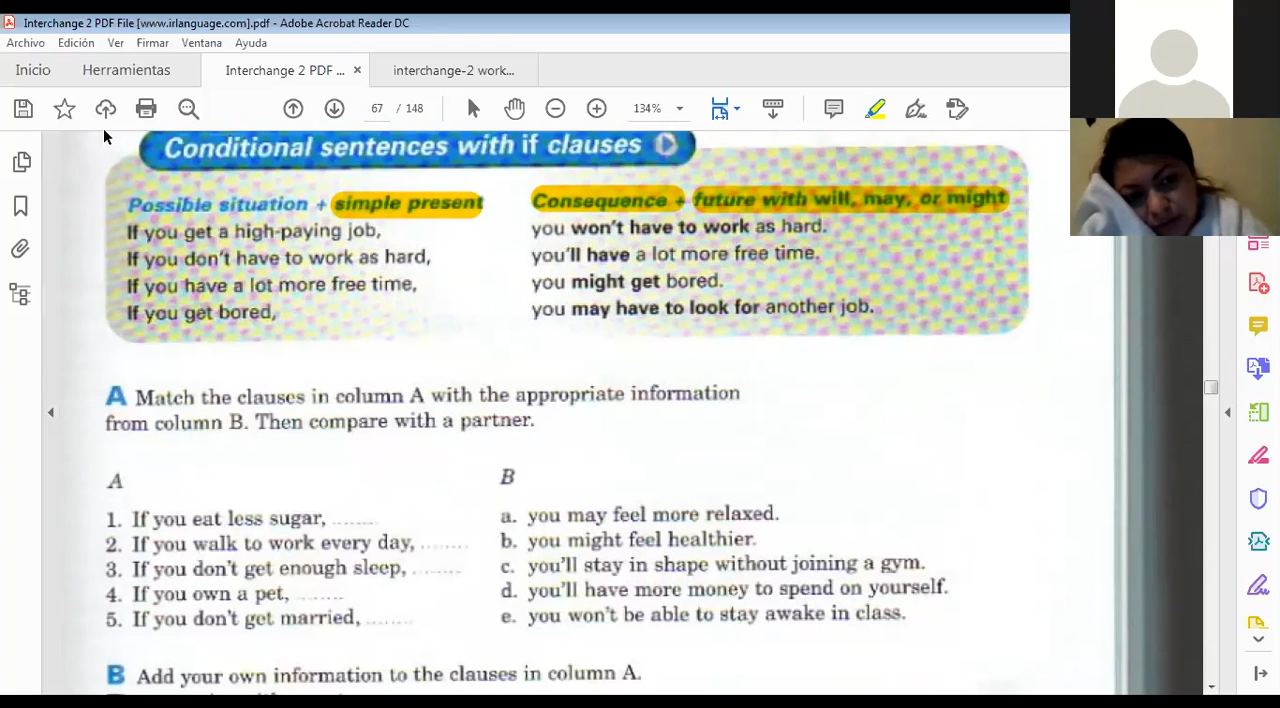 Interchange 2 PDF File [www.irlanguage.com].pdf - Adobe Acrobat Reader DC
Archivo Edición Ver Firmar Ventana Ayuda
Inicio Herramientas Interchange 2 PDF ... × interchange-2 work...
67 / 148 134%
Conditional sentences with if clauses
Possible situation + simple present
Consequence + future with will, may, or might
If you get a high-paying job,
you won't have to work as hard.
If you don't have to work as hard,
you'll have a lot more free time.
If you have a lot more free time,
you might get bored.
If you get bored,
you may have to look for another job.
A Match the clauses in column A with the appropriate information
from column B. Then compare with a partner.
A
B
1. If you eat less sugar, ........
2. If you walk to work every day, ........
3. If you don't get enough sleep, ........
4. If you own a pet, ........
5. If you don't get married, ........
a. you may feel more relaxed.
b. you might feel healthier.
c. you'll stay in shape without joining a gym.
d. you'll have more money to spend on yourself.
e. you won't be able to stay awake in class.
B Add your own information to the clauses in column A.